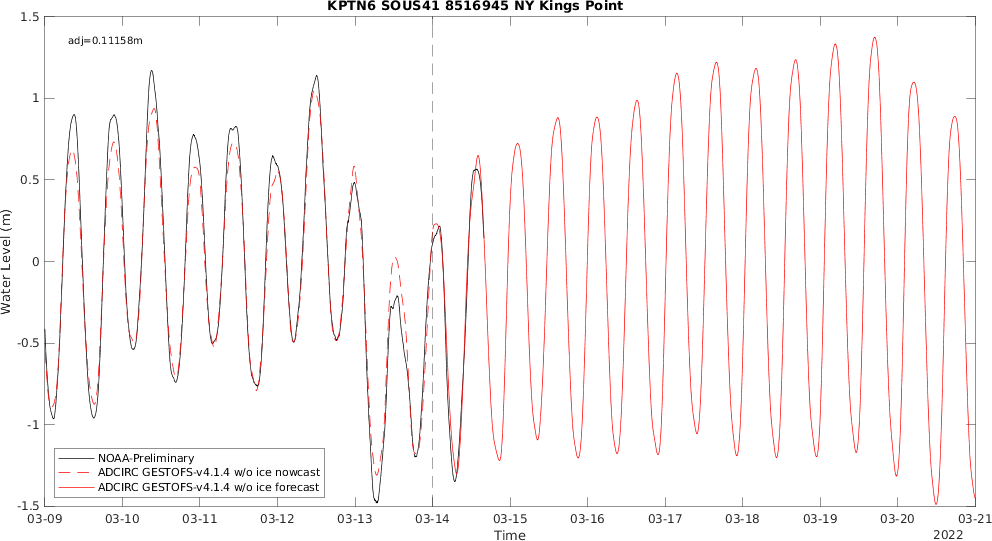 KPTN6 SOUS41 8516945 NY Kings Point
adj=0.11158m
1.5
1
0.5
0
-0.5
-1
-1.5
Water Level (m)
NOAA-Preliminary
ADCIRC GESTOFS-v4.1.4 w/o ice nowcast
ADCIRC GESTOFS-v4.1.4 w/o ice forecast
03-09 03-10 03-11 03-12 03-13 03-14 03-15 03-16 03-17 03-18 03-19 03-20 03-21
Time
2022